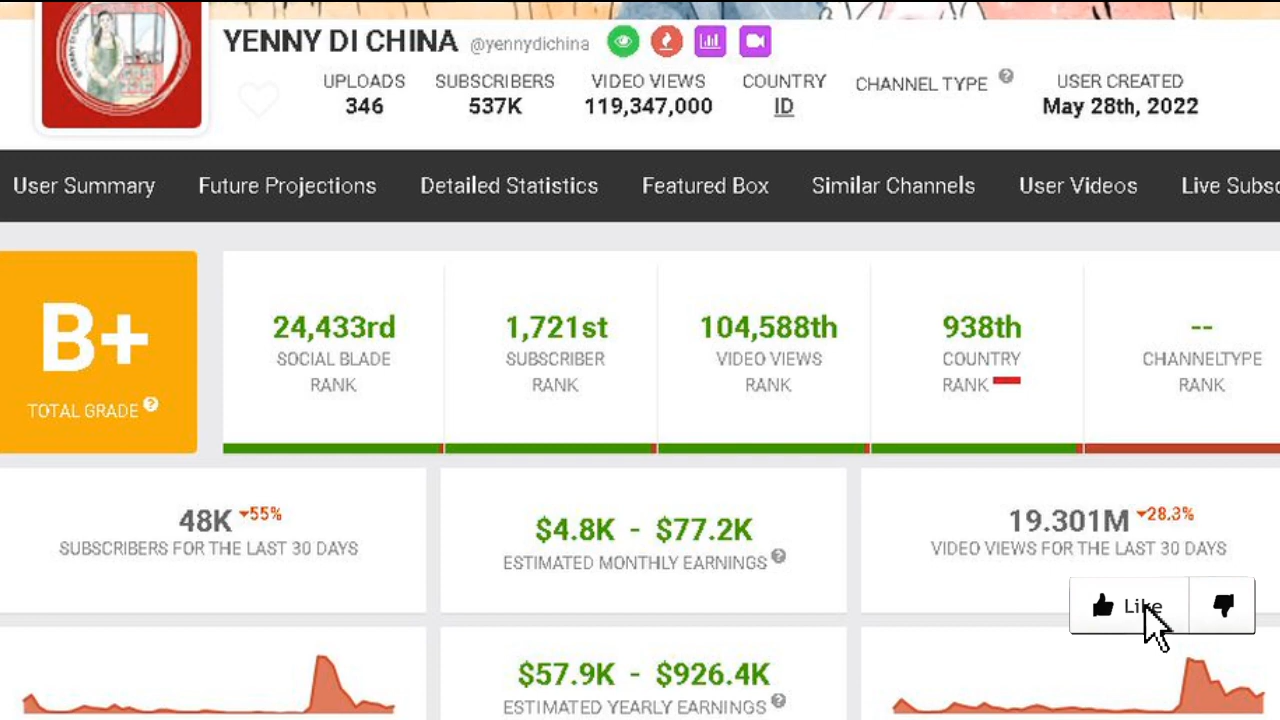 YENNY DI CHINA @yennydichina
UPLOADS SUBSCRIBERS VIDEO VIEWS COUNTRY CHANNEL TYPE ? USER CREATED
346 537K 119,347,000 ID May 28th, 2022
User Summary Future Projections Detailed Statistics Featured Box Similar Channels User Videos Live Subsc
B+
TOTAL GRADE ?
24,433rd 1,721st 104,588th 938th --
SOCIAL BLADE SUBSCRIBER VIDEO VIEWS COUNTRY CHANNELTYPE
RANK RANK RANK RANK RANK
48K 55%
SUBSCRIBERS FOR THE LAST 30 DAYS
$4.8K - $77.2K
ESTIMATED MONTHLY EARNINGS ?
19.301M 28.3%
VIDEO VIEWS FOR THE LAST 30 DAYS
Like
$57.9K - $926.4K
ESTIMATED YEARLY EARNINGS ?